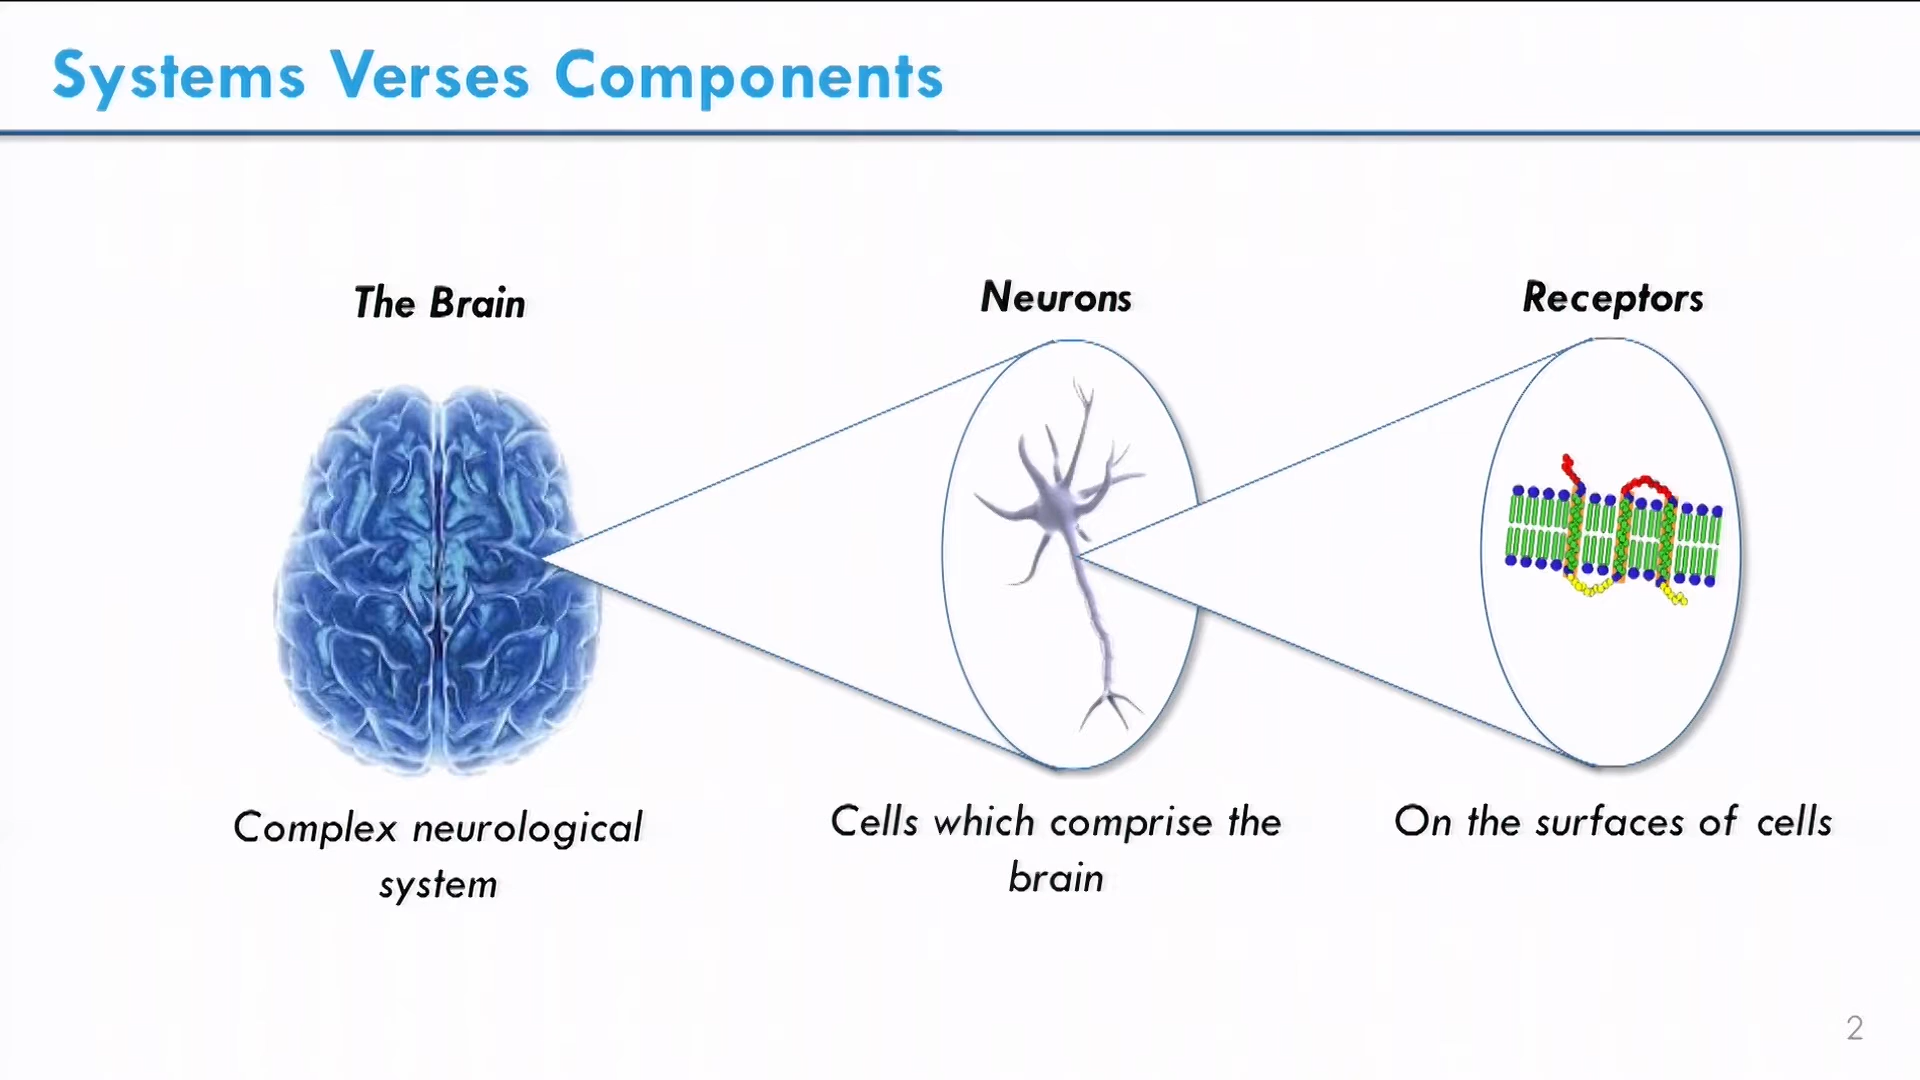 Systems Verses Components
The Brain
Neurons
Receptors
Complex neurological
system
Cells which comprise the
brain
On the surfaces of cells
2